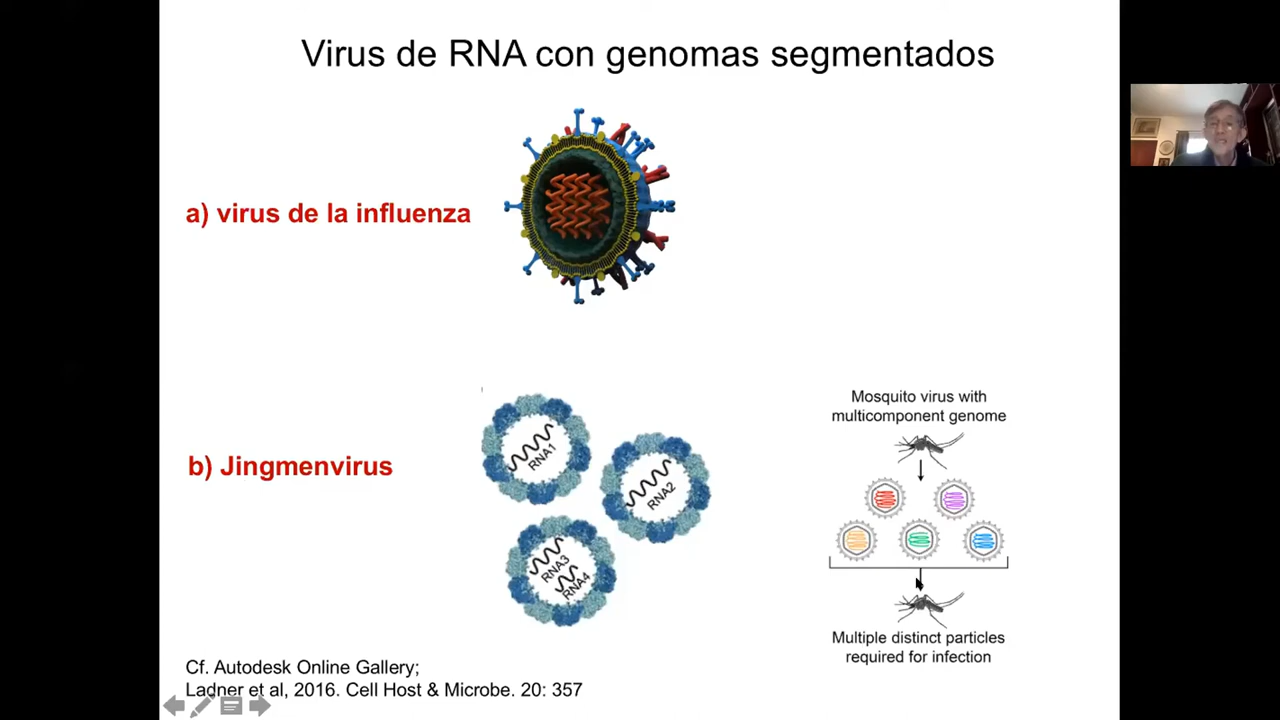 Virus de RNA con genomas segmentados
a) virus de la influenza
b) Jingmenvirus
RNA1
RNA2
RNA3
RNA4
Mosquito virus with
multicomponent genome
Multiple distinct particles
required for infection
Cf. Autodesk Online Gallery;
Ladner et al, 2016. Cell Host & Microbe. 20: 357